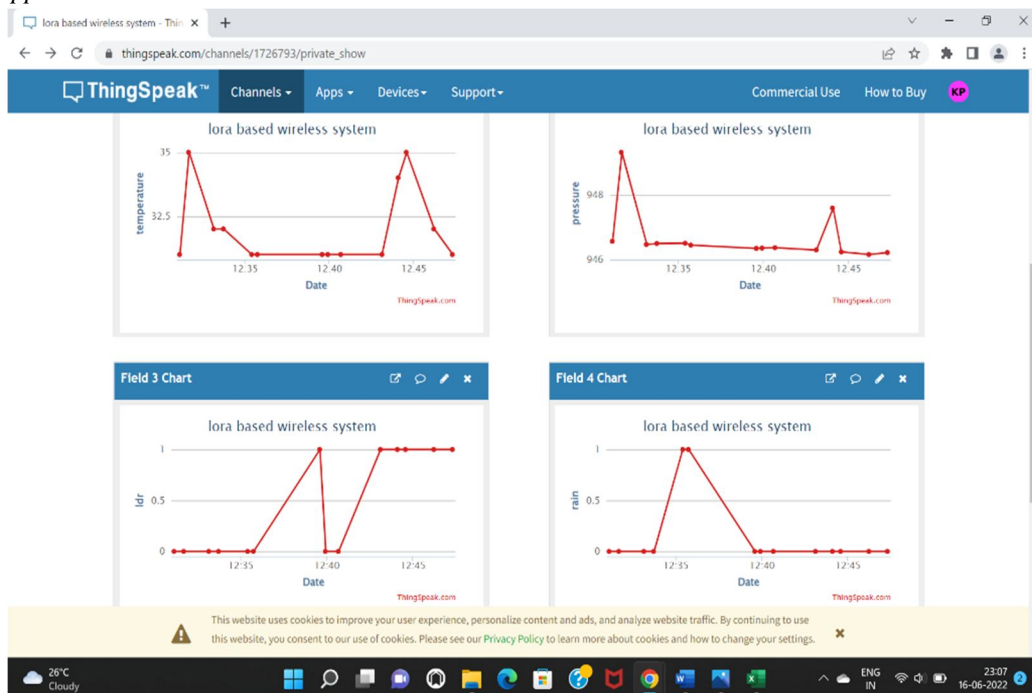 lora based wireless system - Thin
thingspeak.com/channels/1726793/private_show
ThingSpeak™ Channels Apps Devices Support Commercial Use How to Buy KP
lora based wireless system
35
32.5
temperature
12:35 12:40 12:45
Date
ThingSpeak.com
lora based wireless system
948
946
pressure
12:35 12:40 12:45
Date
ThingSpeak.com
Field 3 Chart
lora based wireless system
1
0.5
0
ldr
12:35 12:40 12:45
Date
ThingSpeak.com
Field 4 Chart
lora based wireless system
1
0.5
0
rain
12:35 12:40 12:45
Date
ThingSpeak.com
This website uses cookies to improve your user experience, personalize content and ads, and analyze website traffic. By continuing to use
this website, you consent to our use of cookies. Please see our Privacy Policy to learn more about cookies and how to change your settings.
26°C
Cloudy
ENG
IN
23:07
16-06-2022
2